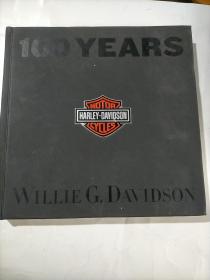 100 YEARS
MOTOR
HARLEY-DAVIDSON
CYCLES
WILLIE G. DAVIDSON